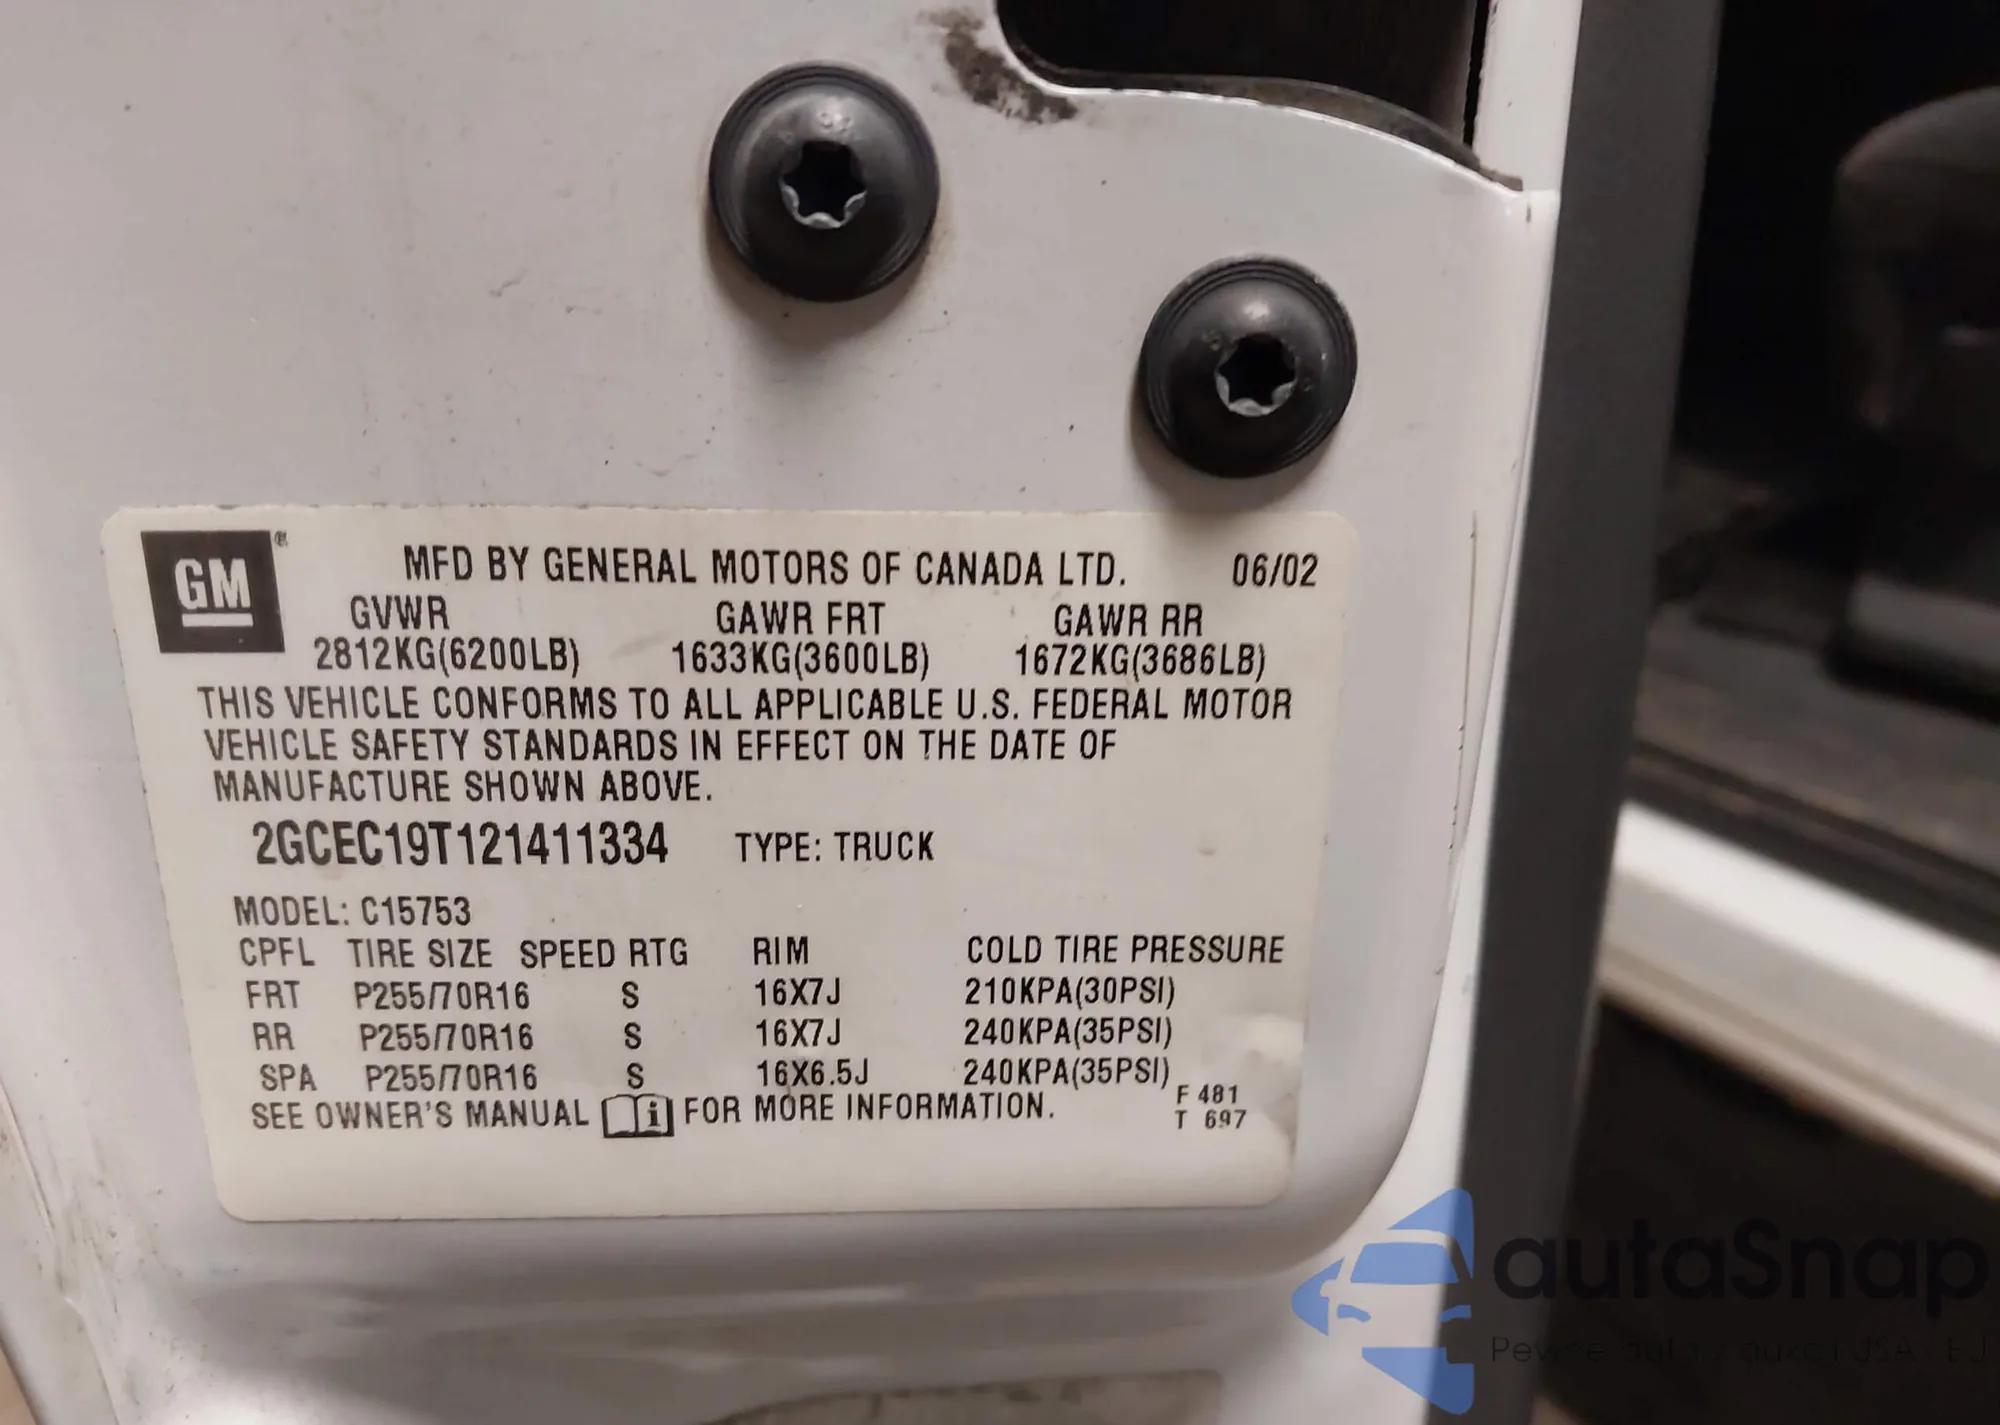 GM®
MFD BY GENERAL MOTORS OF CANADA LTD. 06/02
GVWR GAWR FRT GAWR RR
2812KG(6200LB) 1633KG(3600LB) 1672KG(3686LB)
THIS VEHICLE CONFORMS TO ALL APPLICABLE U.S. FEDERAL MOTOR
VEHICLE SAFETY STANDARDS IN EFFECT ON THE DATE OF
MANUFACTURE SHOWN ABOVE.
2GCEC19T121411334 TYPE: TRUCK
MODEL: C15753
CPFL TIRE SIZE SPEED RTG RIM COLD TIRE PRESSURE
FRT P255/70R16 S 16X7J 210KPA(30PSI)
RR P255/70R16 S 16X7J 240KPA(35PSI)
SPA P255/70R16 S 16X6.5J 240KPA(35PSI)
SEE OWNER'S MANUAL i FOR MORE INFORMATION.
F 481
T 697
autaSnap